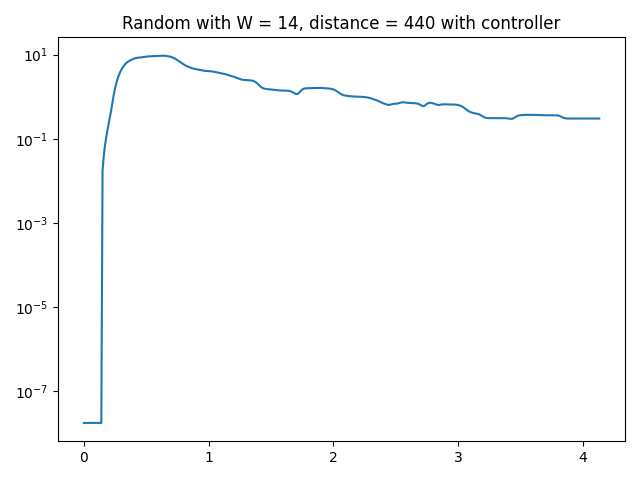 Random with W = 14, distance = 440 with controller
10¹
10⁻¹
10⁻³
10⁻⁵
10⁻⁷
0 1 2 3 4